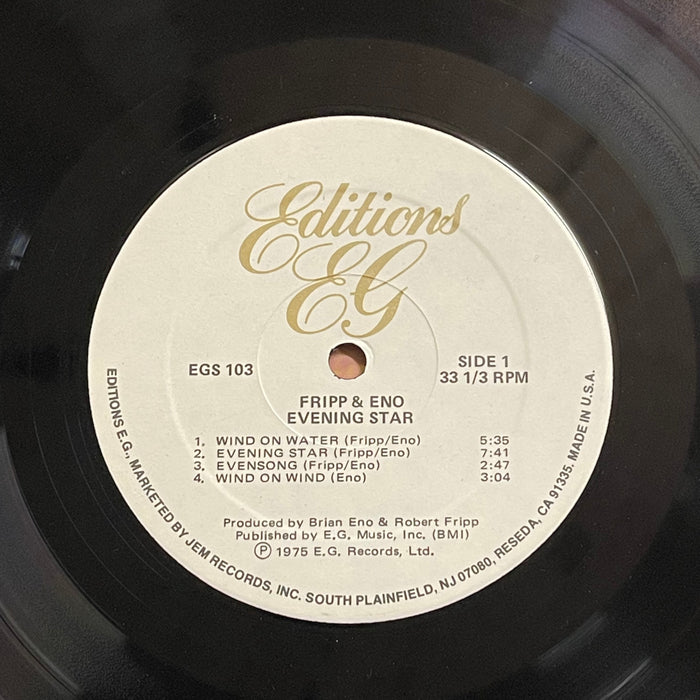 Editions
EG
EGS 103
SIDE 1
33 1/3 RPM
FRIPP & ENO
EVENING STAR
1. WIND ON WATER (Fripp/Eno) 5:35
2. EVENING STAR (Fripp/Eno) 7:41
3. EVENSONG (Fripp/Eno) 2:47
4. WIND ON WIND (Eno) 3:04
Produced by Brian Eno & Robert Fripp
Published by E.G. Music, Inc. (BMI)
Ⓟ 1975 E.G. Records, Ltd.
EDITIONS E.G., MARKETED BY JEM RECORDS, INC. SOUTH PLAINFIELD, NJ 07080, RESEDA, CA 91335. MADE IN U.S.A.